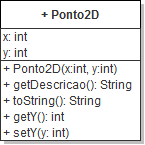 + Ponto2D
x: int
y: int
+ Ponto2D(x:int, y:int)
+ getDescricao(): String
+ toString(): String
+ getY(): int
+ setY(y: int)